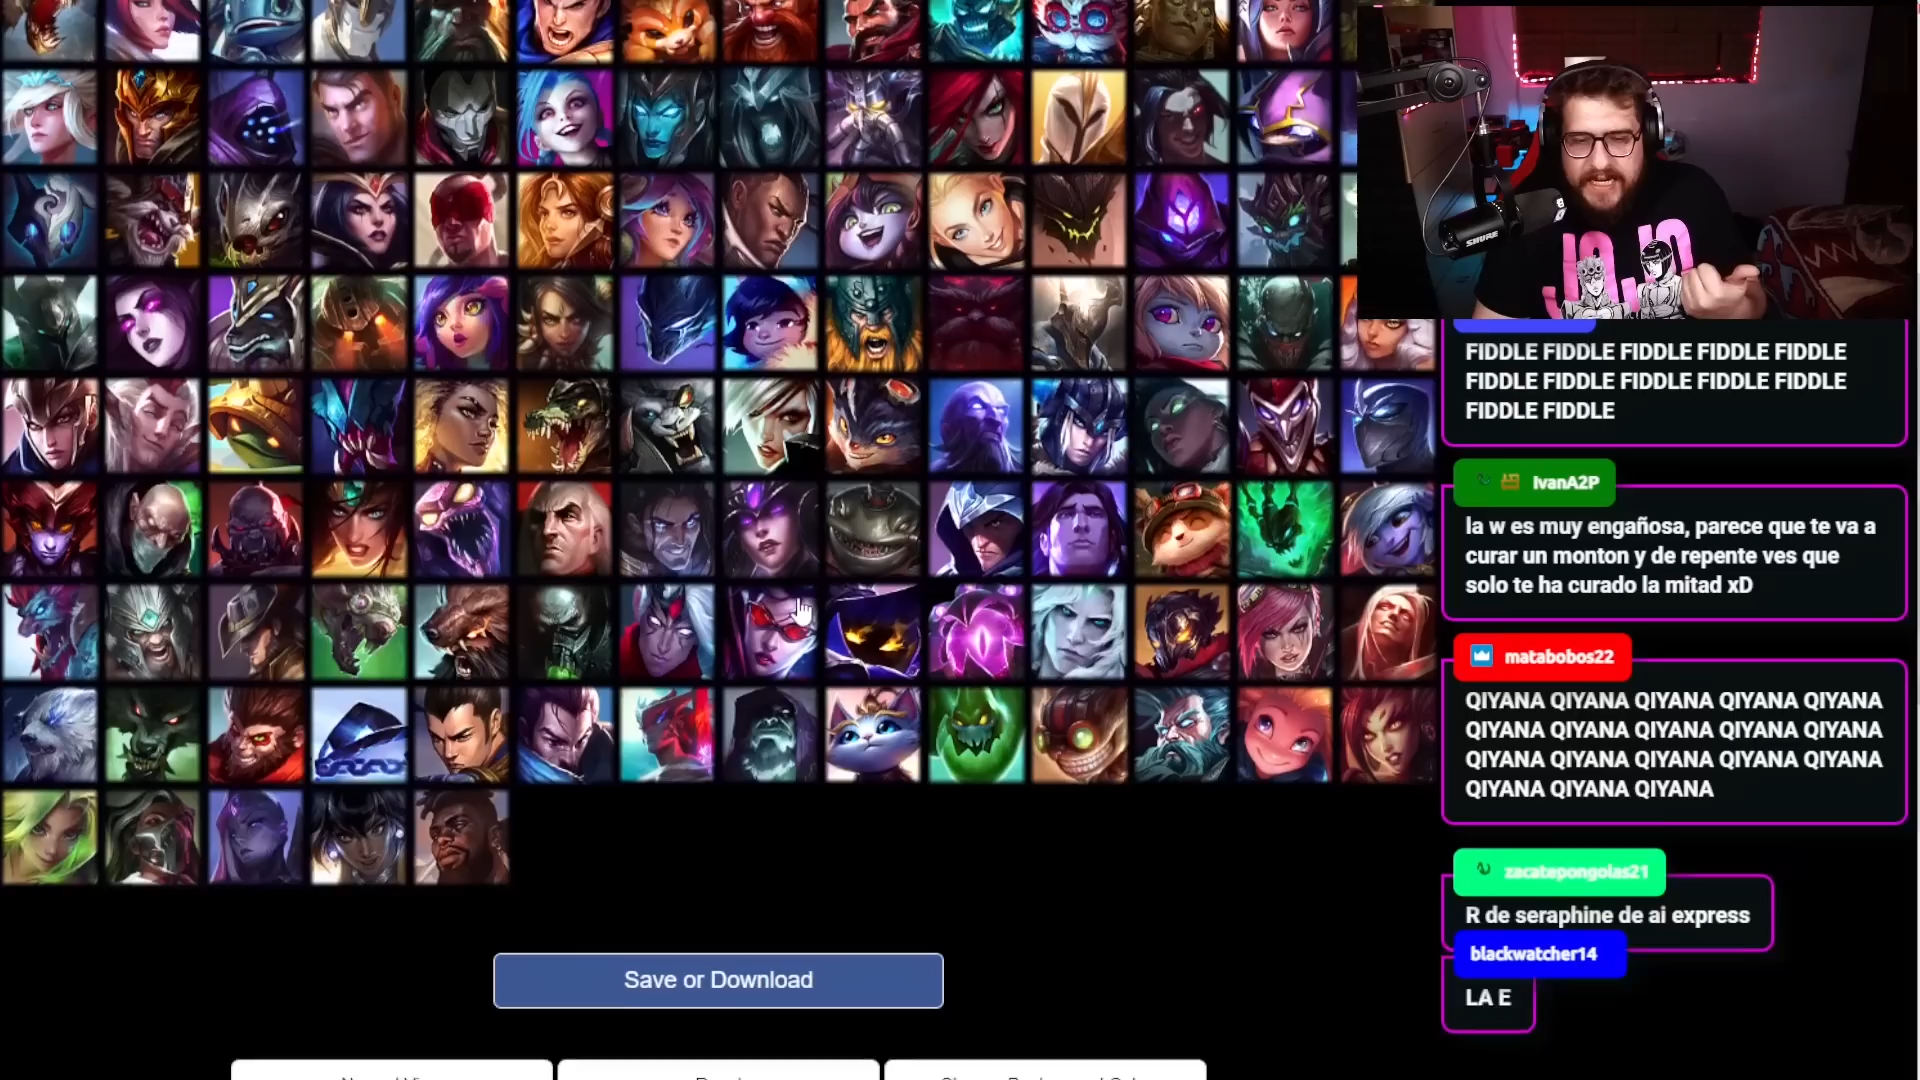 JOJO
SHURE
FIDDLE FIDDLE FIDDLE FIDDLE FIDDLE
FIDDLE FIDDLE FIDDLE FIDDLE FIDDLE
FIDDLE FIDDLE
IvanA2P
la w es muy engañosa, parece que te va a
curar un monton y de repente ves que
solo te ha curado la mitad xD
matabobos22
QIYANA QIYANA QIYANA QIYANA QIYANA
QIYANA QIYANA QIYANA QIYANA QIYANA
QIYANA QIYANA QIYANA QIYANA QIYANA
QIYANA QIYANA QIYANA
zacatepongolas21
R de seraphine de ai express
blackwatcher14
LA E
Save or Download